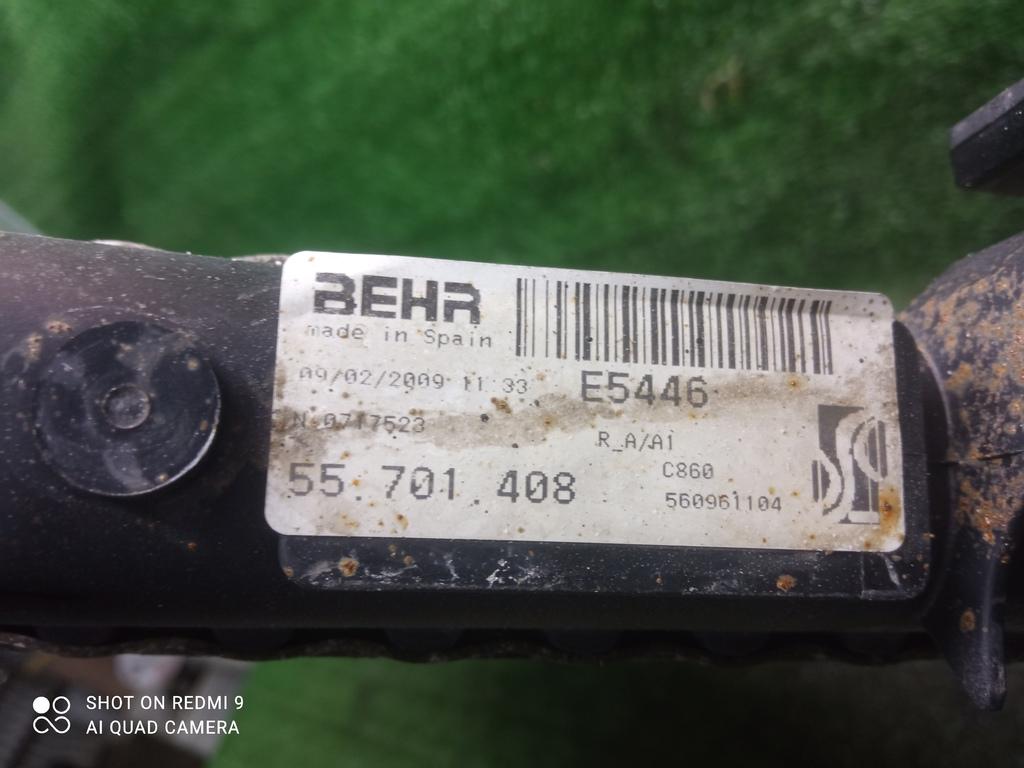 BEHR
made in Spain
09/02/2009 11:33
E5446
N 0717523
R_A/A1
55.701.408
C860
560961104
SHOT ON REDMI 9
AI QUAD CAMERA